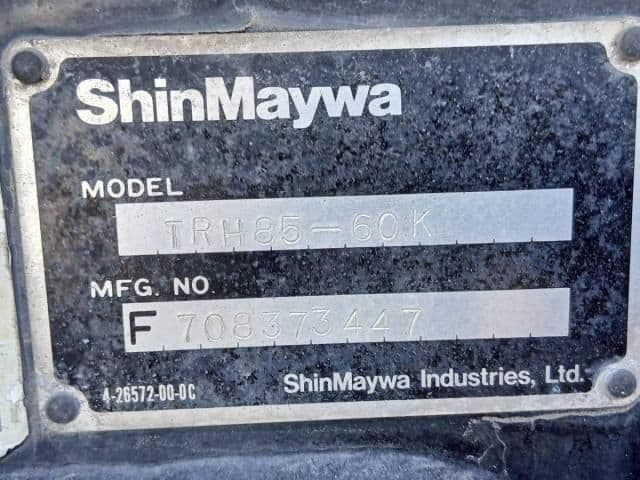 ShinMaywa
MODEL
TRH85-60K
MFG. NO.
F 708373447
4-26572-00-0C
ShinMaywa Industries, Ltd.